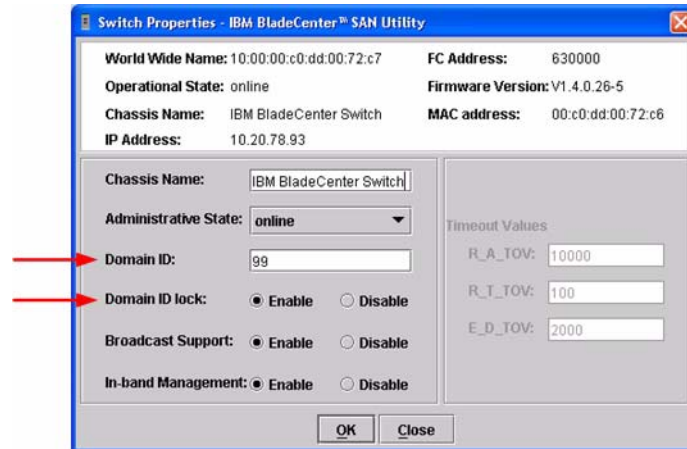 Switch Properties - IBM BladeCenter™ SAN Utility
World Wide Name: 10:00:00:c0:dd:00:72:c7 FC Address: 630000
Operational State: online Firmware Version: V1.4.0.26-5
Chassis Name: IBM BladeCenter Switch MAC address: 00:c0:dd:00:72:c6
IP Address: 10.20.78.93
Chassis Name: IBM BladeCenter Switch
Administrative State: online
Domain ID: 99
Domain ID lock: Enable Disable
Broadcast Support: Enable Disable
In-band Management: Enable Disable
Timeout Values
R_A_TOV: 10000
R_T_TOV: 100
E_D_TOV: 2000
OK Close